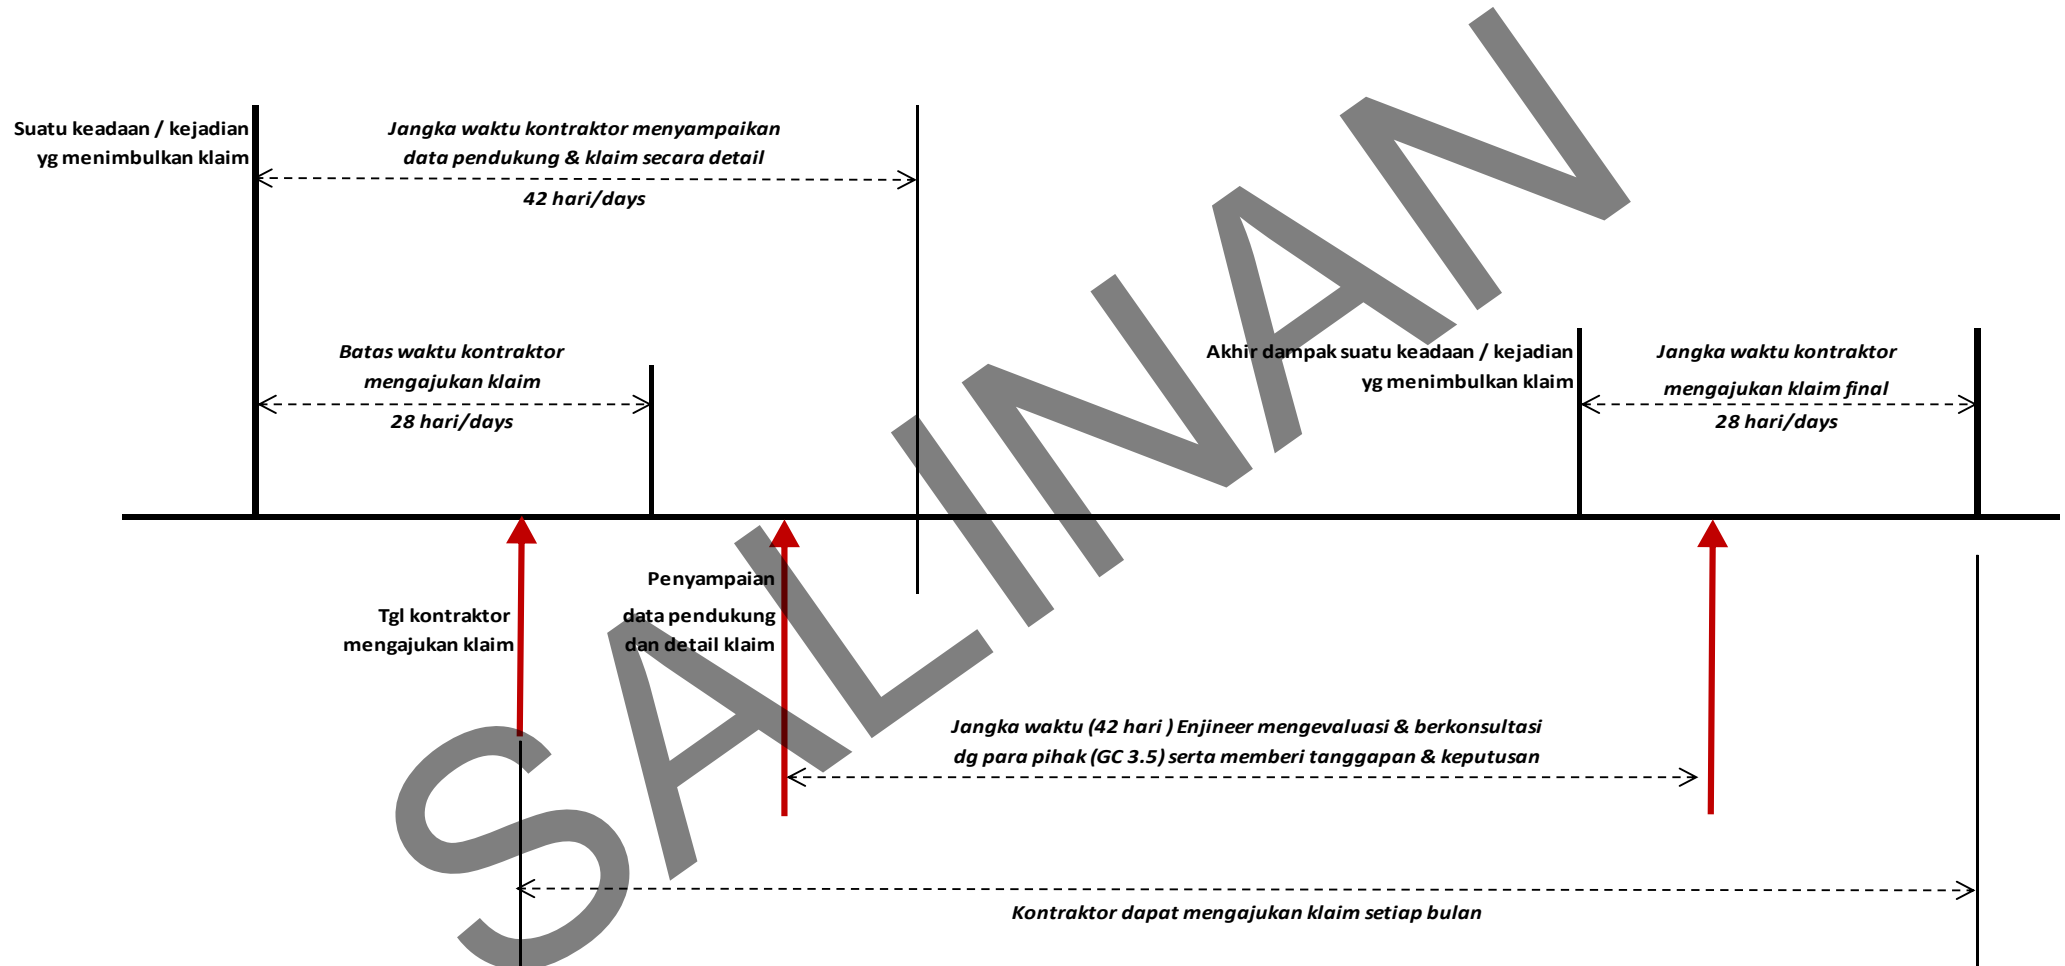 Suatu keadaan / kejadian
yg menimbulkan klaim
Jangka waktu kontraktor menyampaikan
data pendukung & klaim secara detail
42 hari/days
Batas waktu kontraktor
mengajukan klaim
28 hari/days
Akhir dampak suatu keadaan / kejadian
yg menimbulkan klaim
Jangka waktu kontraktor
mengajukan klaim final
28 hari/days
Tgl kontraktor
mengajukan klaim
Penyampaian
data pendukung
dan detail klaim
Jangka waktu (42 hari ) Enjineer mengevaluasi & berkonsultasi
dg para pihak (GC 3.5) serta memberi tanggapan & keputusan
Kontraktor dapat mengajukan klaim setiap bulan
SALINAN